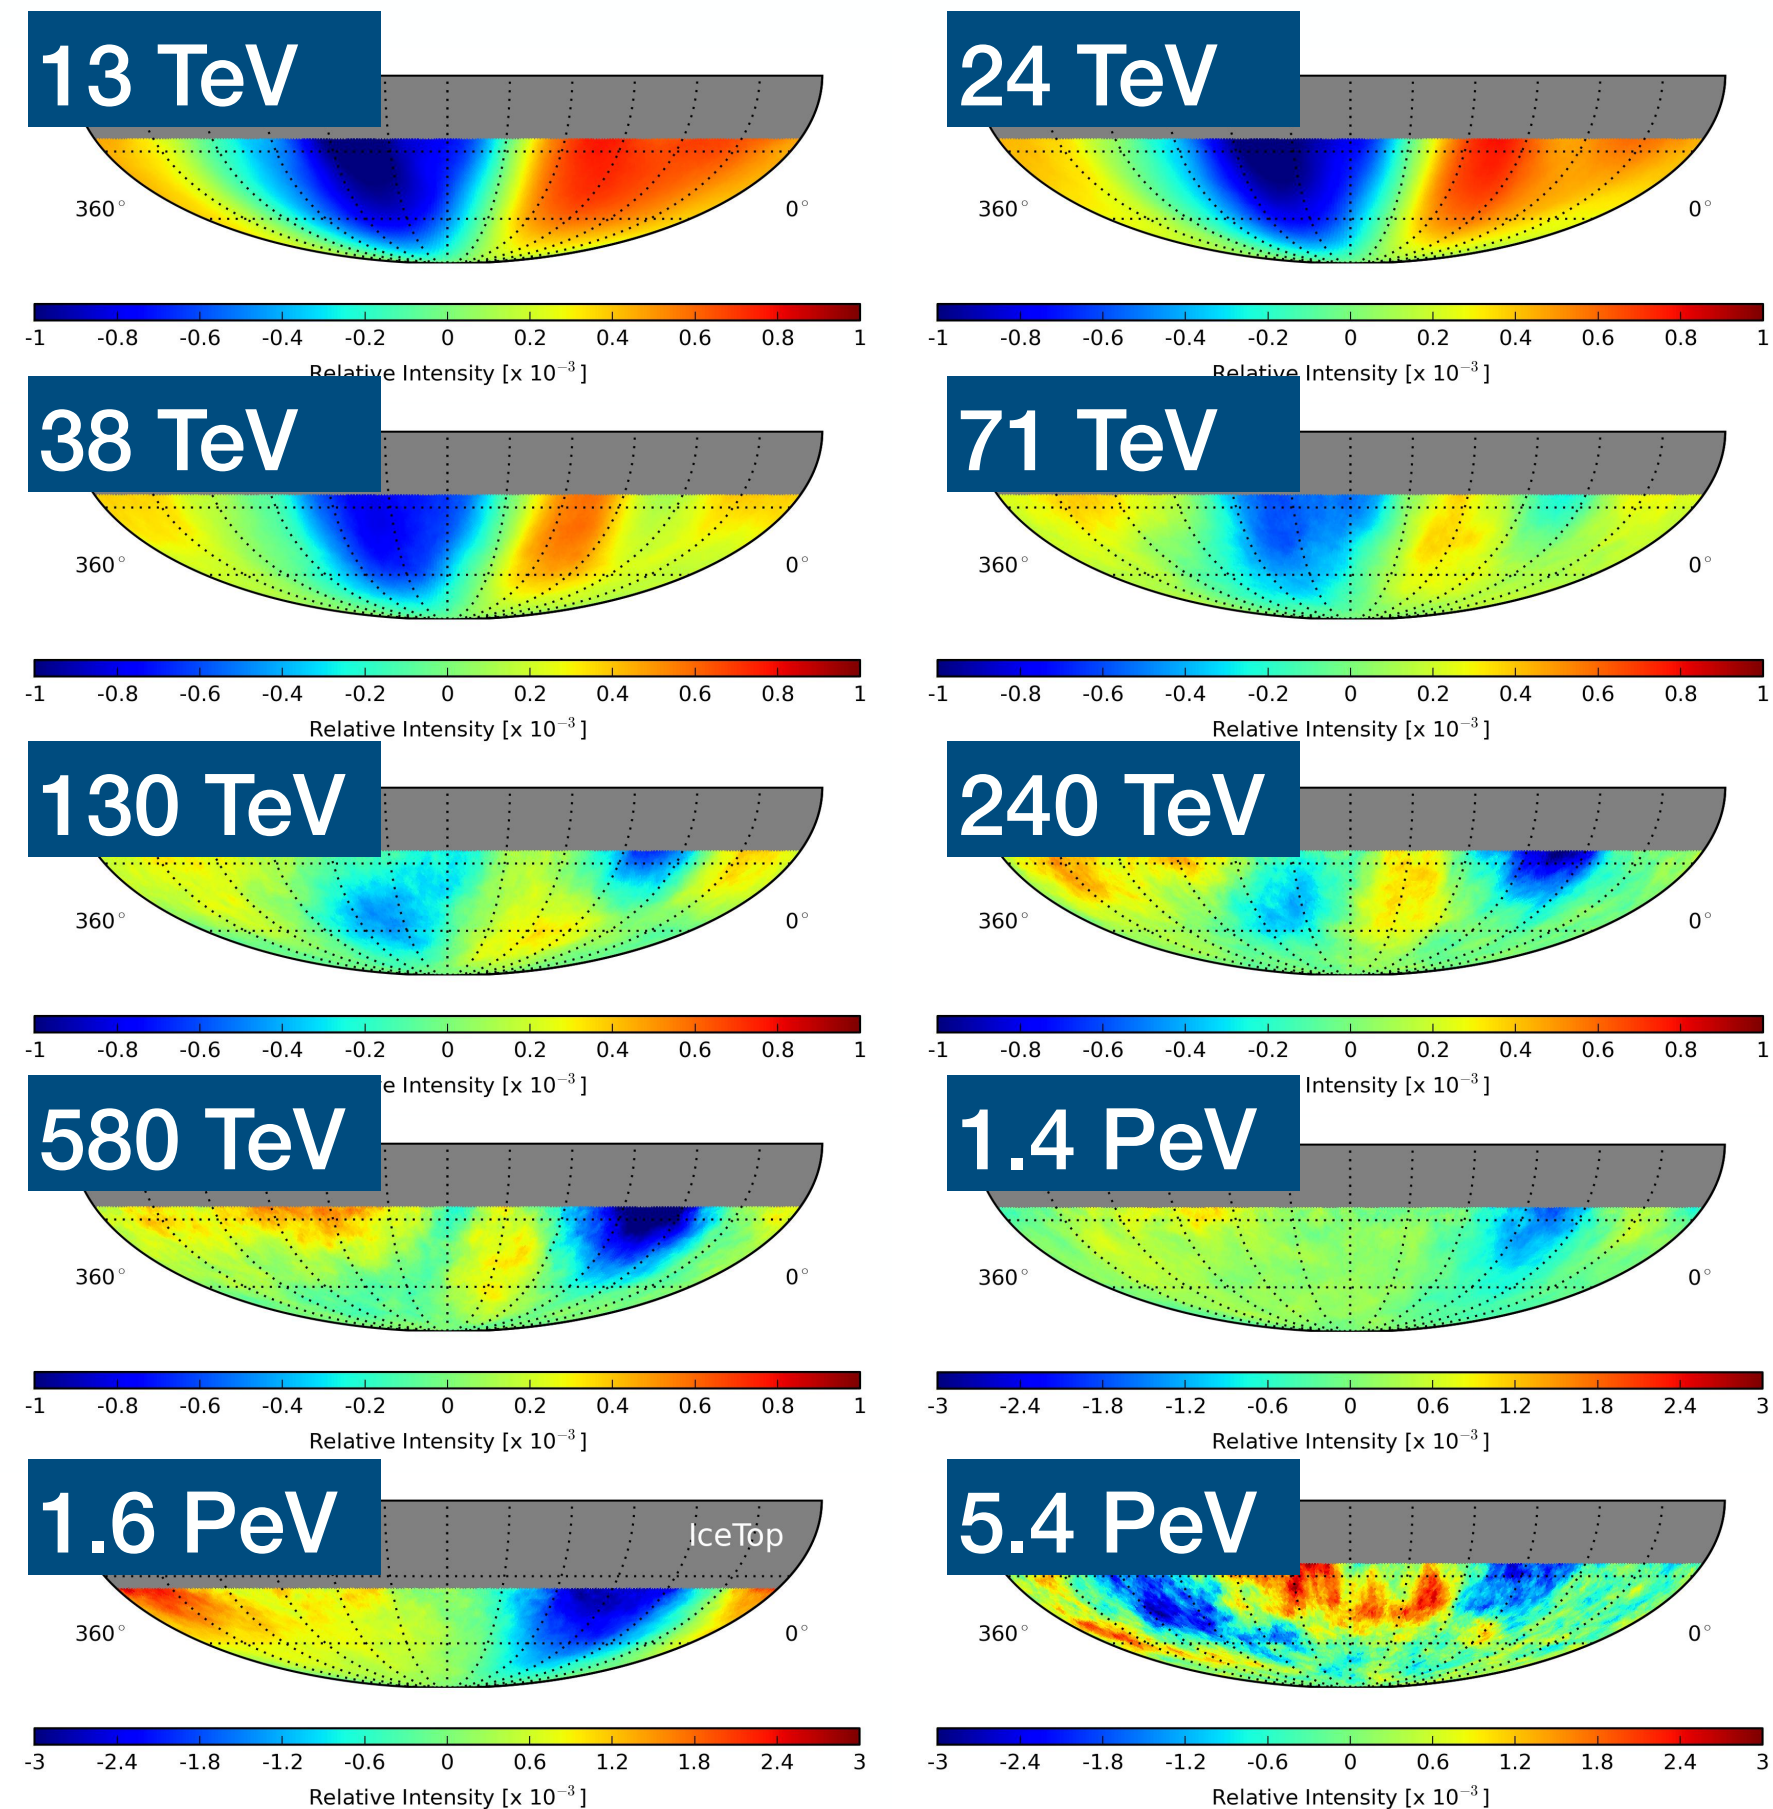 13 TeV
24 TeV
360° 0°
360° 0°
-1 -0.8 -0.6 -0.4 -0.2 0 0.2 0.4 0.6 0.8 1
-1 -0.8 -0.6 -0.4 -0.2 0 0.2 0.4 0.6 0.8 1
Relative Intensity [x 10⁻³]
Relative Intensity [x 10⁻³]
38 TeV
71 TeV
360° 0°
360° 0°
-1 -0.8 -0.6 -0.4 -0.2 0 0.2 0.4 0.6 0.8 1
-1 -0.8 -0.6 -0.4 -0.2 0 0.2 0.4 0.6 0.8 1
Relative Intensity [x 10⁻³]
Relative Intensity [x 10⁻³]
130 TeV
240 TeV
360° 0°
360° 0°
-1 -0.8 -0.6 -0.4 -0.2 0 0.2 0.4 0.6 0.8 1
-1 -0.8 -0.6 -0.4 -0.2 0 0.2 0.4 0.6 0.8 1
Intensity [x 10⁻³]
Intensity [x 10⁻³]
580 TeV
1.4 PeV
360° 0°
360° 0°
-1 -0.8 -0.6 -0.4 -0.2 0 0.2 0.4 0.6 0.8 1
-3 -2.4 -1.8 -1.2 -0.6 0 0.6 1.2 1.8 2.4 3
Relative Intensity [x 10⁻³]
Relative Intensity [x 10⁻³]
1.6 PeV
IceTop
5.4 PeV
360° 0°
360° 0°
-3 -2.4 -1.8 -1.2 -0.6 0 0.6 1.2 1.8 2.4 3
-3 -2.4 -1.8 -1.2 -0.6 0 0.6 1.2 1.8 2.4 3
Relative Intensity [x 10⁻³]
Relative Intensity [x 10⁻³]